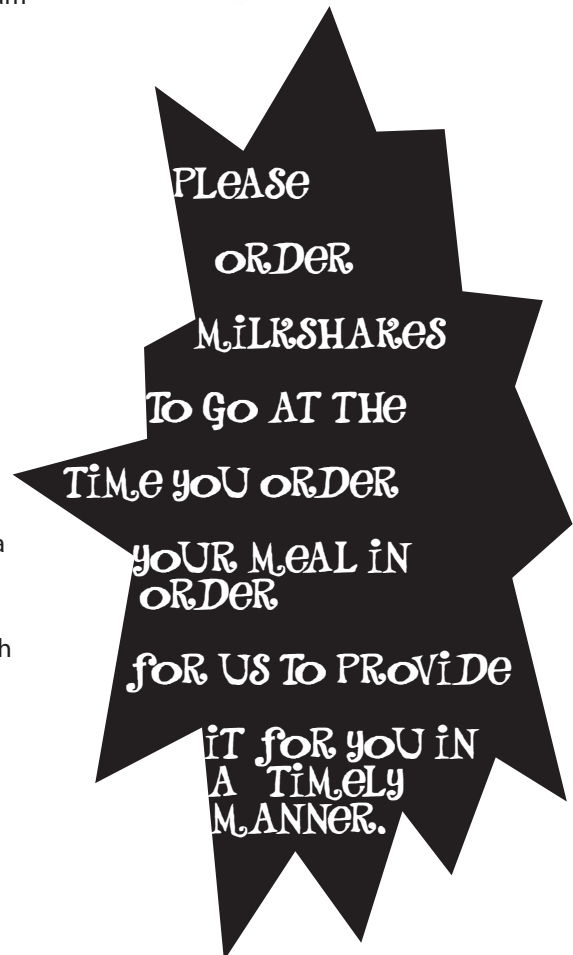 PLeASe
oRDeR
MiLKSHAKeS
To Go AT THe
TiMe yoU oRDeR
yoUR MeAL iN
oRDeR
foR US To PRoViDe
iT foR yoU iN
A TiMeLy
MANNeR.